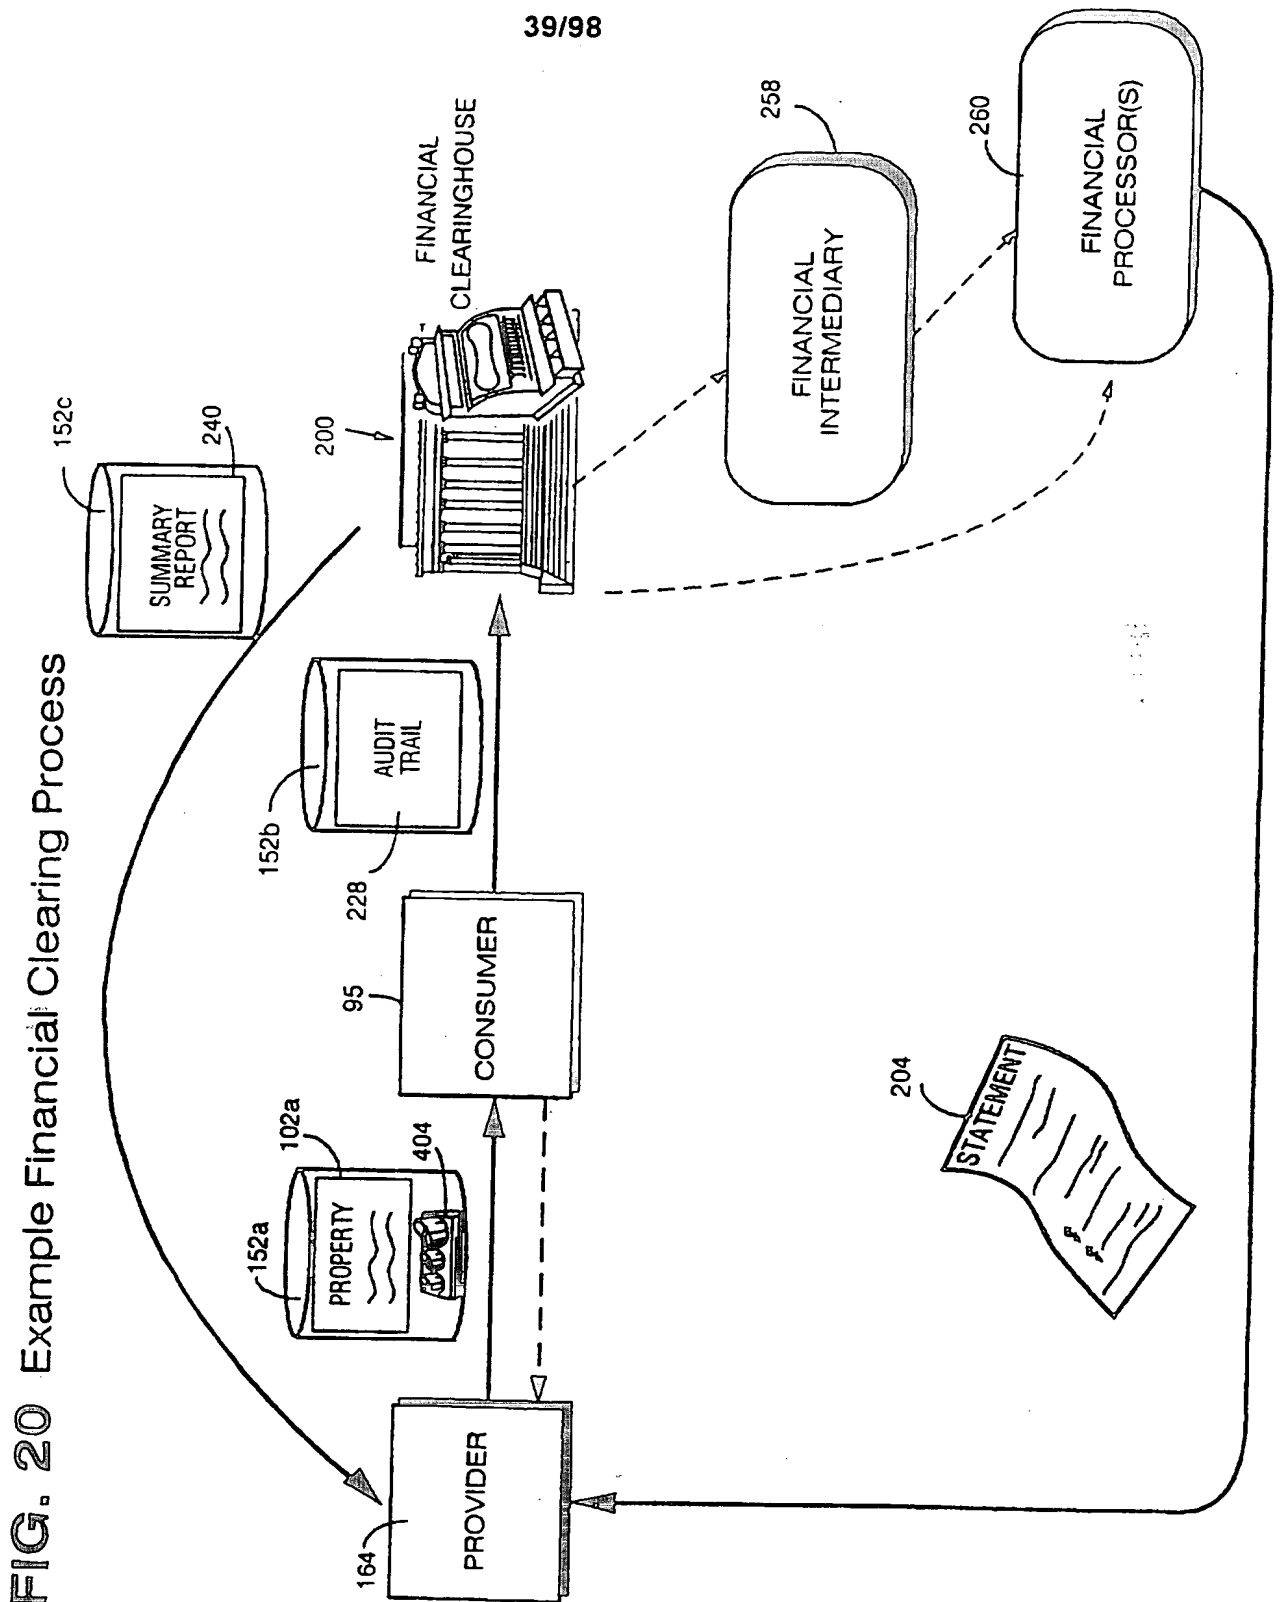 39/98
FIG. 20 Example Financial Clearing Process
152c
SUMMARY
REPORT
240
200
FINANCIAL
CLEARINGHOUSE
152b
AUDIT
TRAIL
228
152a
PROPERTY
102a
404
95
CONSUMER
164
PROVIDER
258
FINANCIAL
INTERMEDIARY
260
FINANCIAL
PROCESSOR(S)
204
STATEMENT